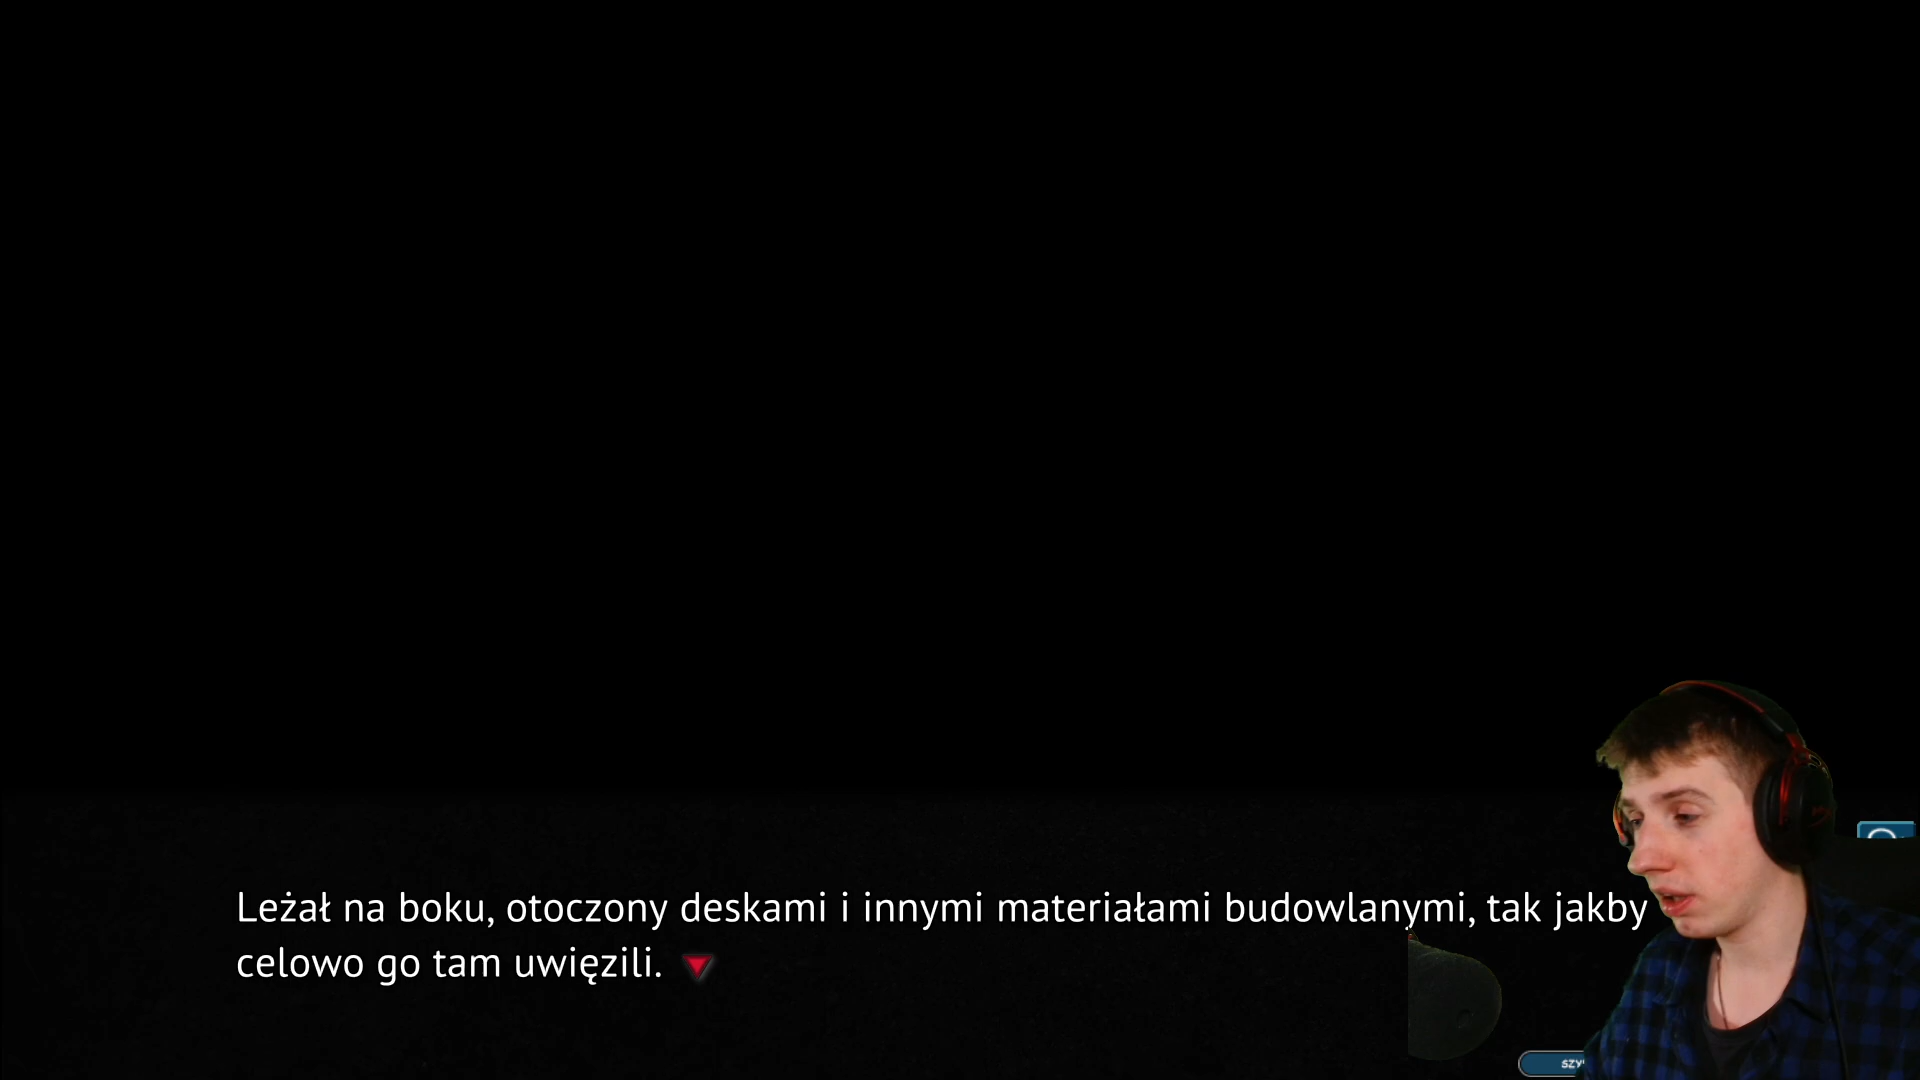 Leżał na boku, otoczony deskami i innymi materiałami budowlanymi, tak jakby
celowo go tam uwięzili.